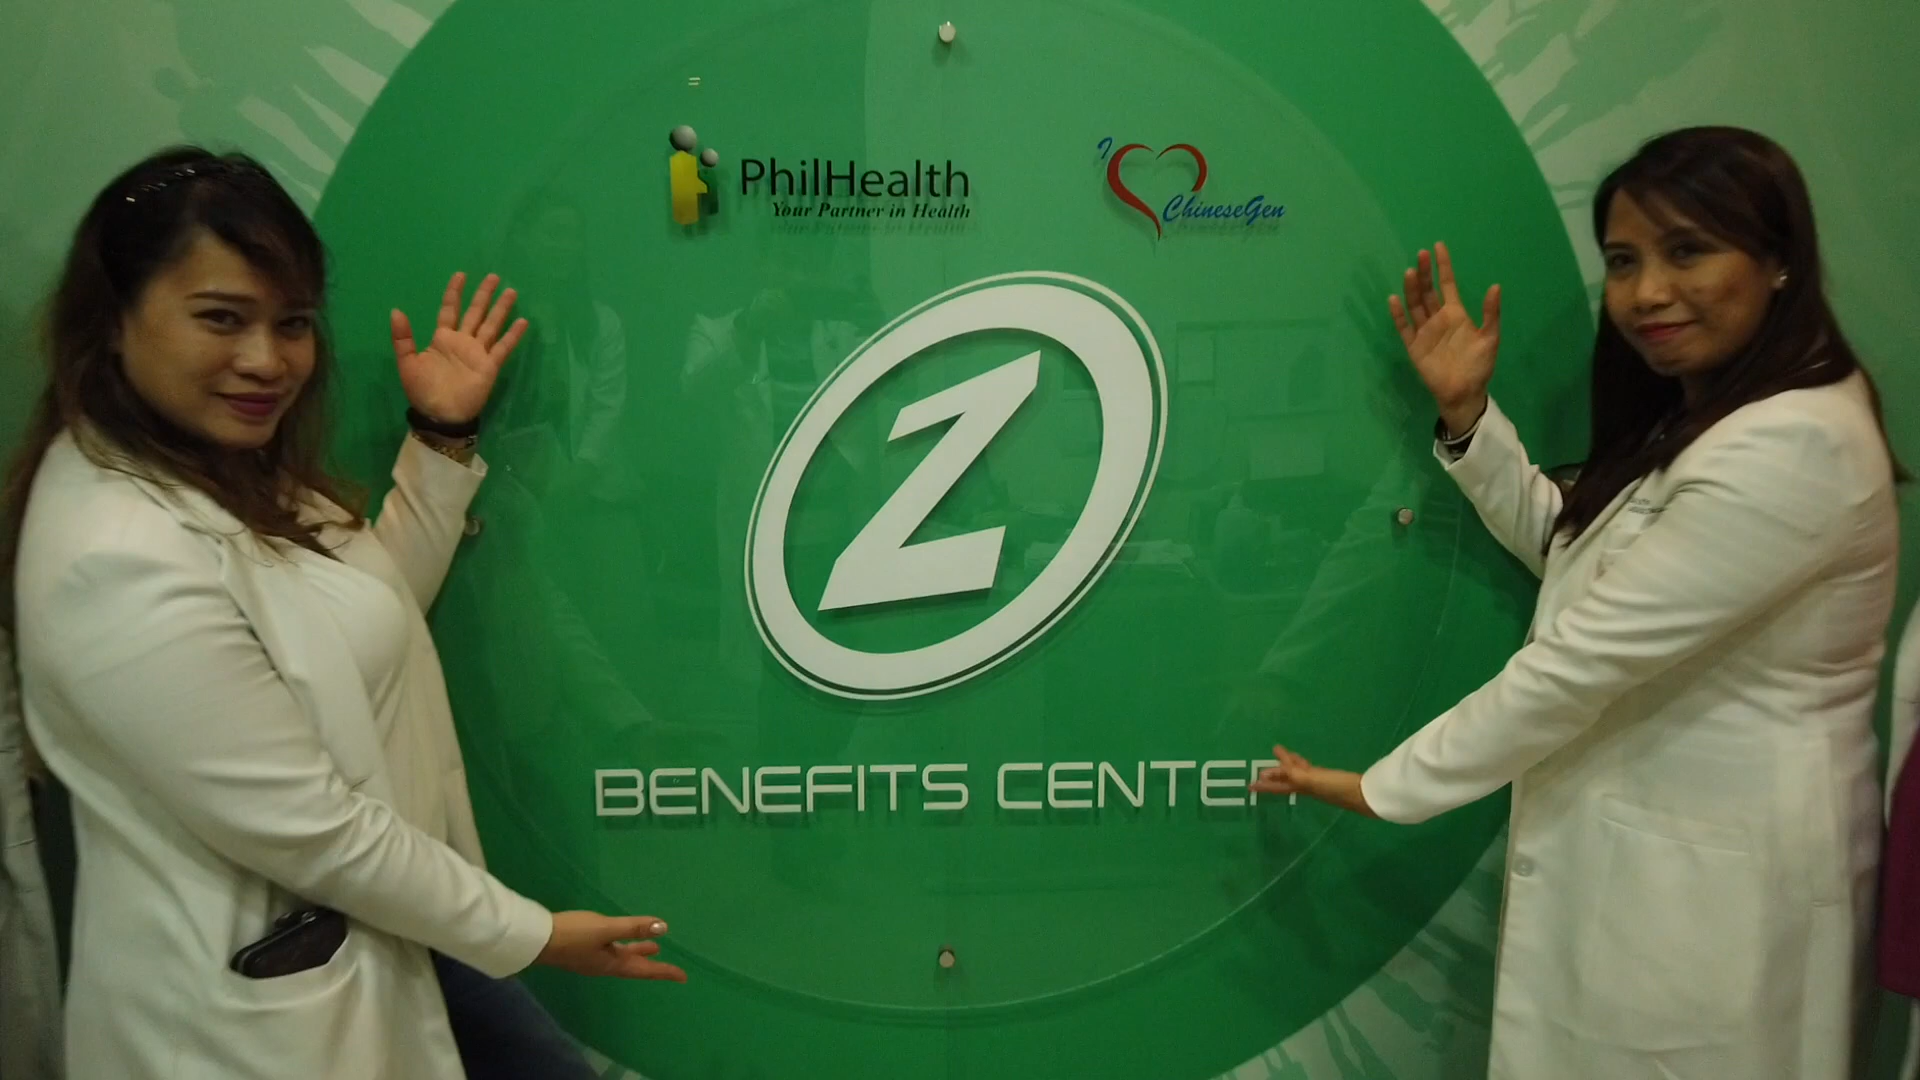 PhilHealth
Your Partner in Health
I
ChineseGen
Z
BENEFITS CENTER